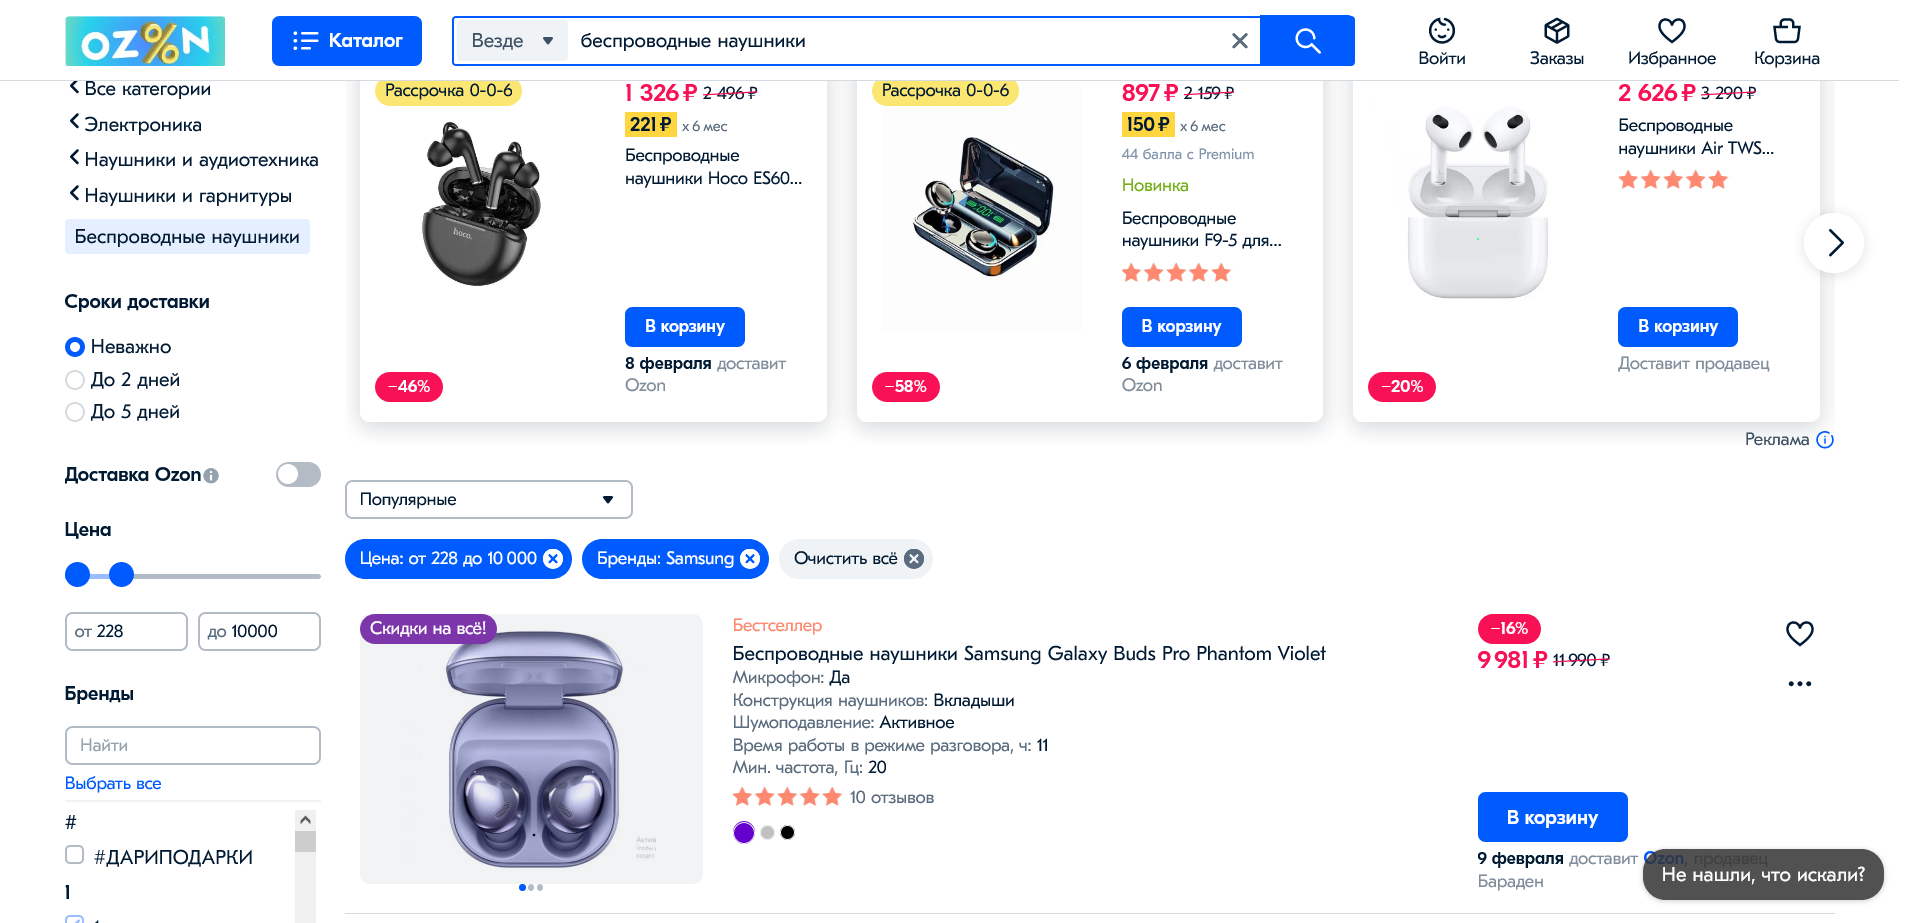 OZ%N
Каталог
Везде
беспроводные наушники
Войти
Заказы
Избранное
Корзина
Все категории
Электроника
Наушники и аудиотехника
Наушники и гарнитуры
Беспроводные наушники
Сроки доставки
Неважно
До 2 дней
До 5 дней
Доставка Ozon
Цена
от 228
до 10000
Бренды
Найти
Выбрать все
#
#ДАРИПОДАРКИ
1
Рассрочка 0-0-6
hoco.
−46%
1 326 ₽ 2 496 ₽
221 ₽ х 6 мес
Беспроводные
наушники Hoco ES60...
В корзину
8 февраля доставит
Ozon
Рассрочка 0-0-6
−58%
897 ₽ 2 159 ₽
150 ₽ х 6 мес
44 балла с Premium
Новинка
Беспроводные
наушники F9-5 для...
В корзину
6 февраля доставит
Ozon
−20%
2 626 ₽ 3 290 ₽
Беспроводные
наушники Air TWS...
В корзину
Доставит продавец
Реклама
Популярные
Цена: от 228 до 10 000
Бренды: Samsung
Очистить всё
Скидки на всё!
Бестселлер
Беспроводные наушники Samsung Galaxy Buds Pro Phantom Violet
Микрофон: Да
Конструкция наушников: Вкладыши
Шумоподавление: Активное
Время работы в режиме разговора, ч: 11
Мин. частота, Гц: 20
10 отзывов
−16%
9 981 ₽ 11 990 ₽
В корзину
9 февраля доставит Ozon, продавец
Бараден
Не нашли, что искали?